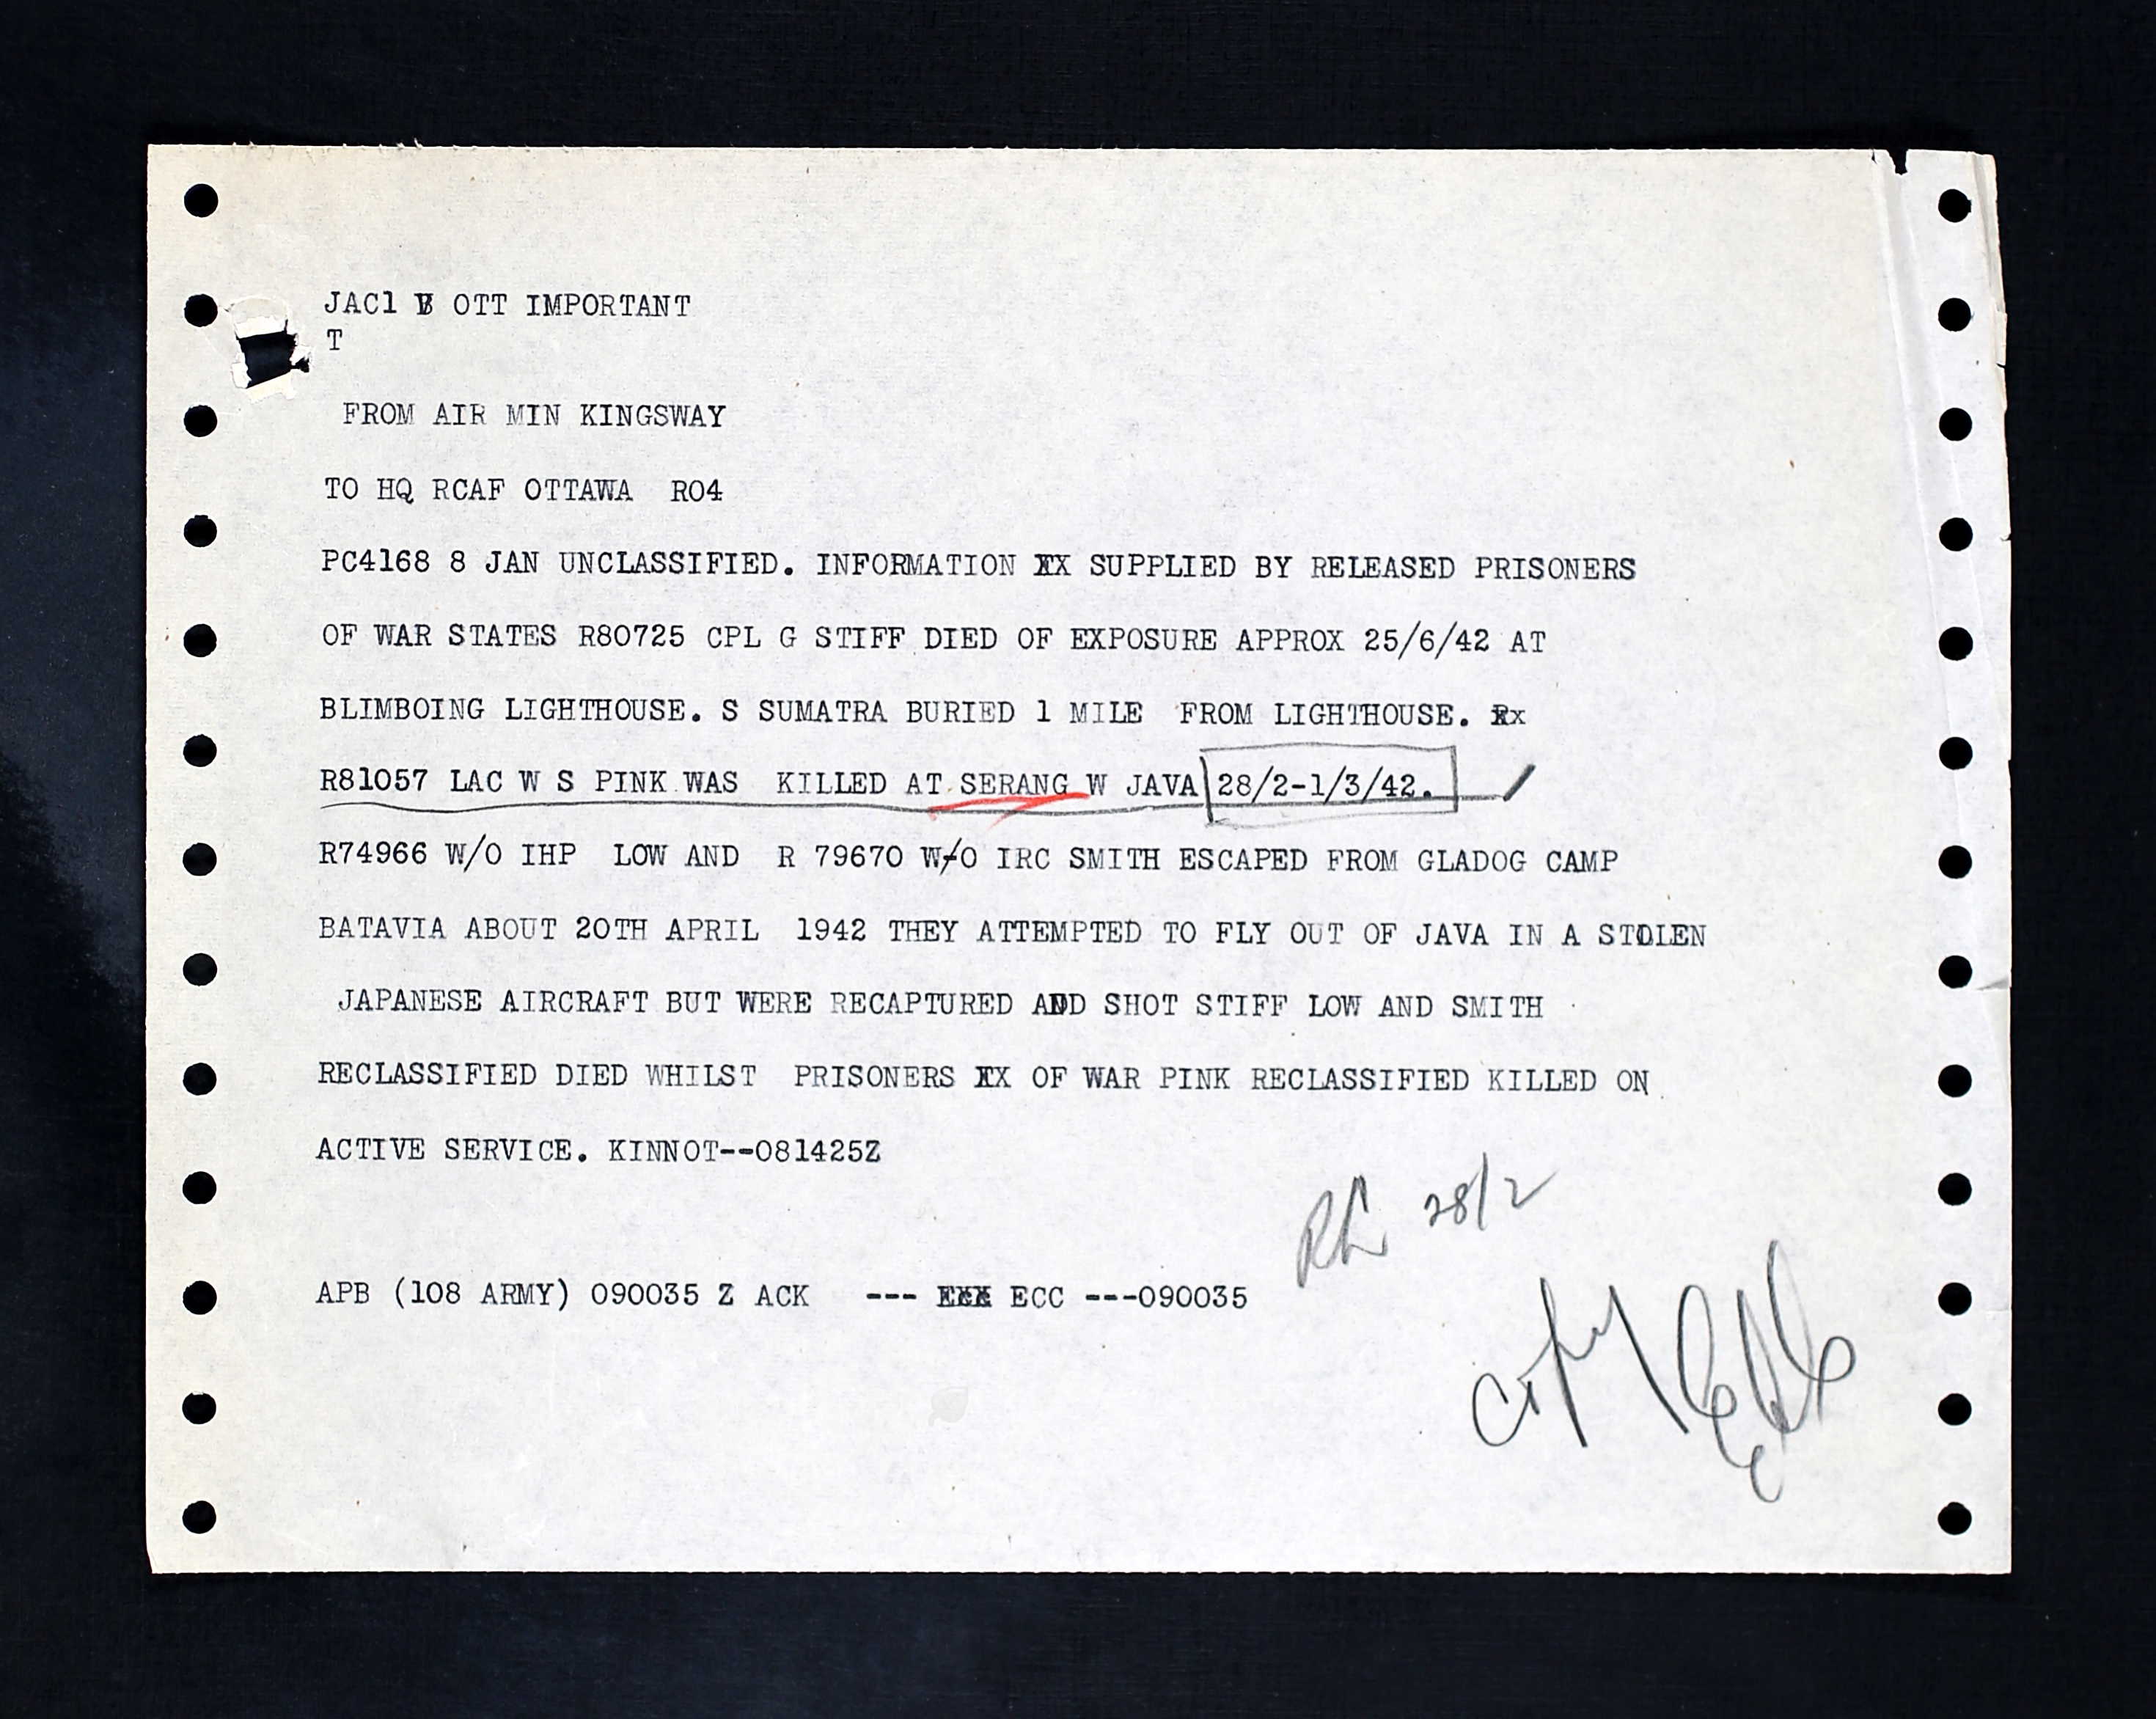 JAC1 V OTT IMPORTANT
T
FROM AIR MIN KINGSWAY
TO HQ RCAF OTTAWA RO4
PC4168 8 JAN UNCLASSIFIED. INFORMATION XX SUPPLIED BY RELEASED PRISONERS
OF WAR STATES R80725 CPL G STIFF DIED OF EXPOSURE APPROX 25/6/42 AT
BLIMBOING LIGHTHOUSE. S SUMATRA BURIED 1 MILE FROM LIGHTHOUSE. xx
R81057 LAC W S PINK WAS KILLED AT SERANG W JAVA 28/2-1/3/42.
R74966 W/O IHP LOW AND R 79670 W/O IRC SMITH ESCAPED FROM GLADOG CAMP
BATAVIA ABOUT 20TH APRIL 1942 THEY ATTEMPTED TO FLY OUT OF JAVA IN A STOLEN
JAPANESE AIRCRAFT BUT WERE RECAPTURED AND SHOT STIFF LOW AND SMITH
RECLASSIFIED DIED WHILST PRISONERS XX OF WAR PINK RECLASSIFIED KILLED ON
ACTIVE SERVICE. KINNOT--081425Z
28/2
APB (108 ARMY) 090035 Z ACK --- EXX ECC ---090035